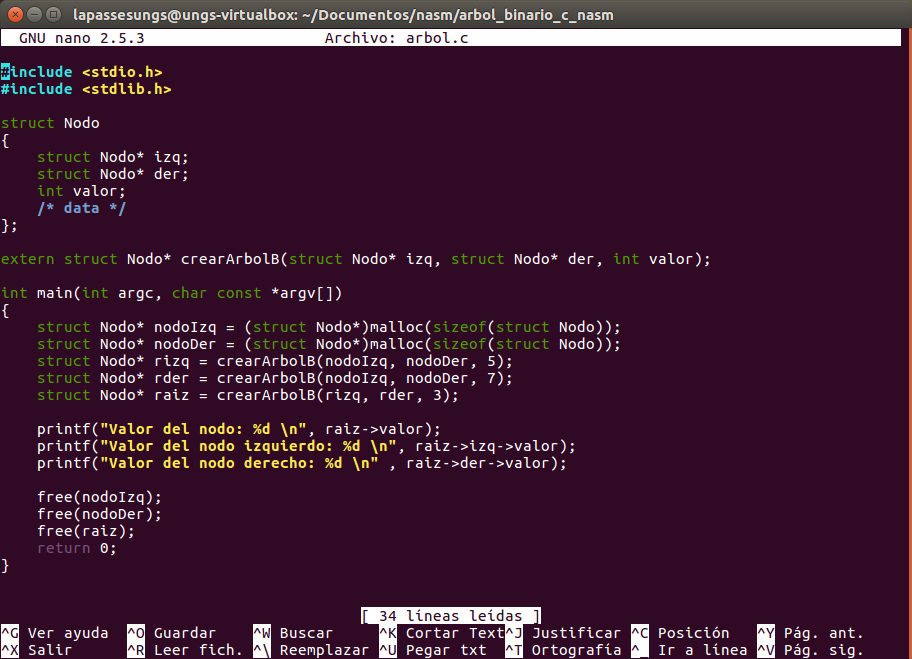 lapassesungs@ungs-virtualbox: ~/Documentos/nasm/arbol_binario_c_nasm
GNU nano 2.5.3 Archivo: arbol.c
#include <stdio.h>
#include <stdlib.h>
struct Nodo
{
    struct Nodo* izq;
    struct Nodo* der;
    int valor;
    /* data */
};
extern struct Nodo* crearArbolB(struct Nodo* izq, struct Nodo* der, int valor);
int main(int argc, char const *argv[])
{
    struct Nodo* nodoIzq = (struct Nodo*)malloc(sizeof(struct Nodo));
    struct Nodo* nodoDer = (struct Nodo*)malloc(sizeof(struct Nodo));
    struct Nodo* rizq = crearArbolB(nodoIzq, nodoDer, 5);
    struct Nodo* rder = crearArbolB(nodoIzq, nodoDer, 7);
    struct Nodo* raiz = crearArbolB(rizq, rder, 3);
    printf("Valor del nodo: %d \n", raiz->valor);
    printf("Valor del nodo izquierdo: %d \n", raiz->izq->valor);
    printf("Valor del nodo derecho: %d \n" , raiz->der->valor);
    free(nodoIzq);
    free(nodoDer);
    free(raiz);
    return 0;
}
[ 34 líneas leídas ]
^G Ver ayuda ^O Guardar ^W Buscar ^K Cortar Text ^J Justificar ^C Posición ^Y Pág. ant.
^X Salir ^R Leer fich. ^\ Reemplazar ^U Pegar txt ^T Ortografía ^_ Ir a línea ^V Pág. sig.